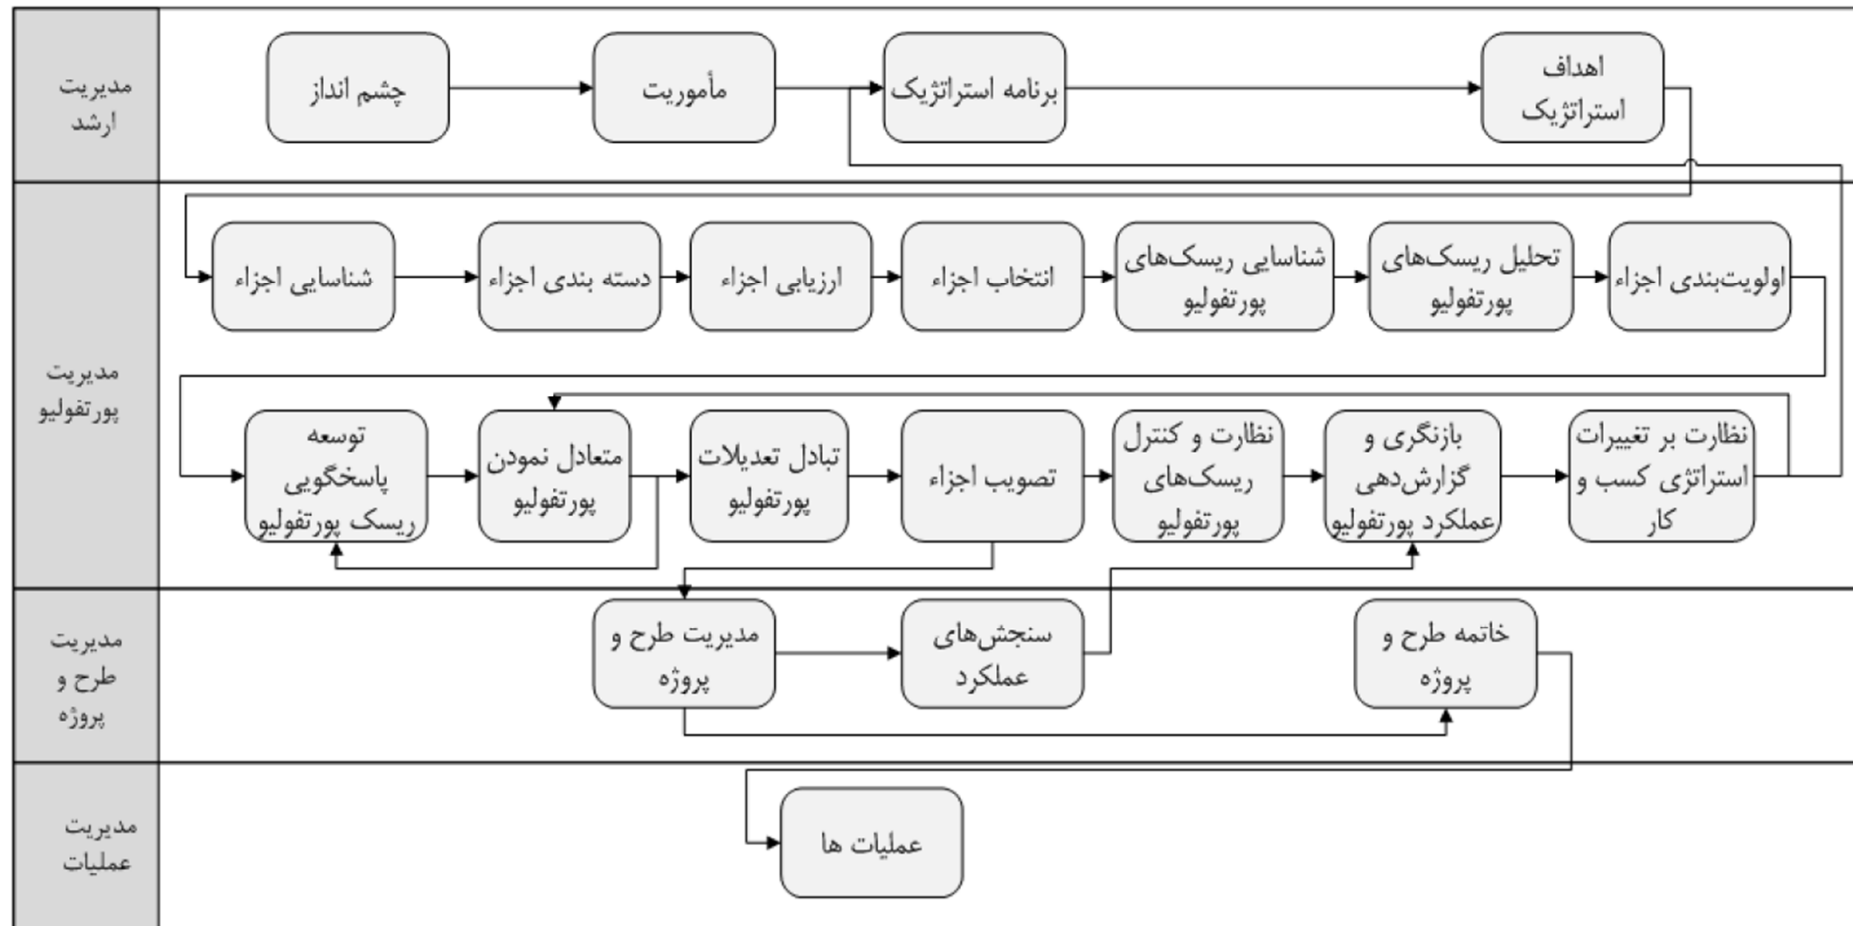 مدیریت
ارشد
چشم انداز
مأموریت
برنامه استراتژیک
اهداف
استراتژیک
مدیریت
پورتفولیو
شناسایی اجزاء
دسته بندی اجزاء
ارزیابی اجزاء
انتخاب اجزاء
شناسایی ریسک‌های
پورتفولیو
تحلیل ریسک‌های
پورتفولیو
اولویت‌بندی اجزاء
توسعه
پاسخگویی
ریسک پورتفولیو
متعادل نمودن
پورتفولیو
تبادل تعدیلات
پورتفولیو
تصویب اجزاء
نظارت و کنترل
ریسک‌های
پورتفولیو
بازنگری و
گزارش‌دهی
عملکرد پورتفولیو
نظارت بر تغییرات
استراتژی کسب و
کار
مدیریت
طرح و
پروژه
مدیریت طرح و
پروژه
سنجش‌های
عملکرد
خاتمه طرح و
پروژه
مدیریت
عملیات
عملیات ها